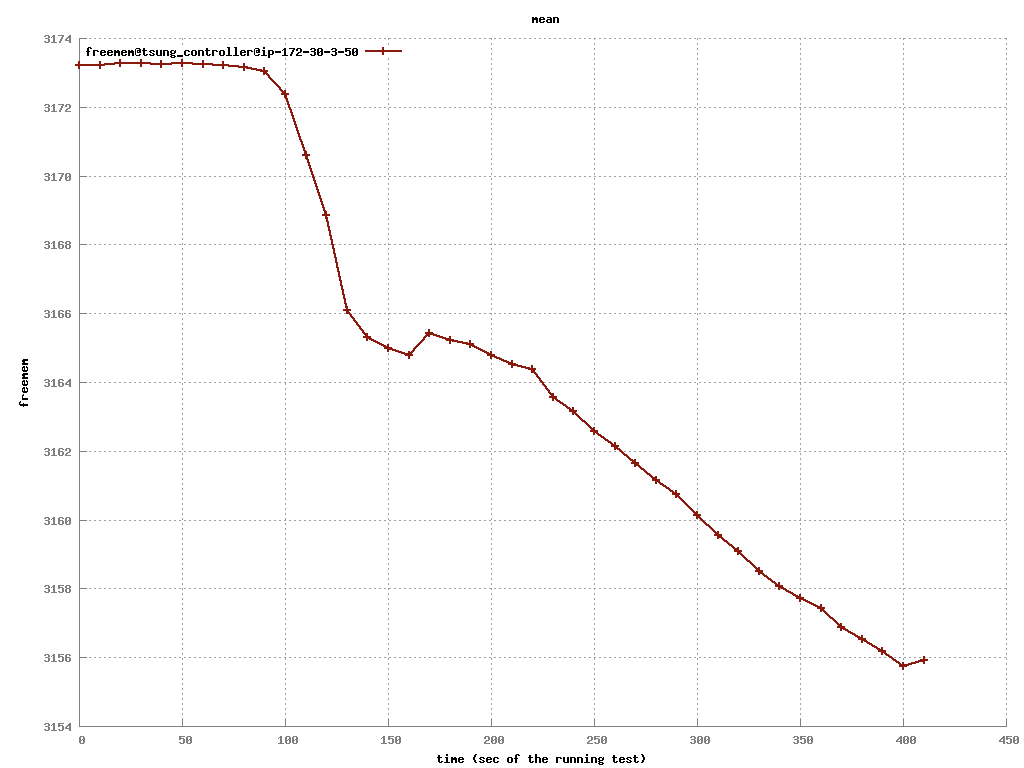 mean
3174
freemem@tsung_controller@ip-172-30-3-50
3172
3170
3168
3166
3164
3162
3160
3158
3156
3154
freemem
0 50 100 150 200 250 300 350 400 450
time (sec of the running test)